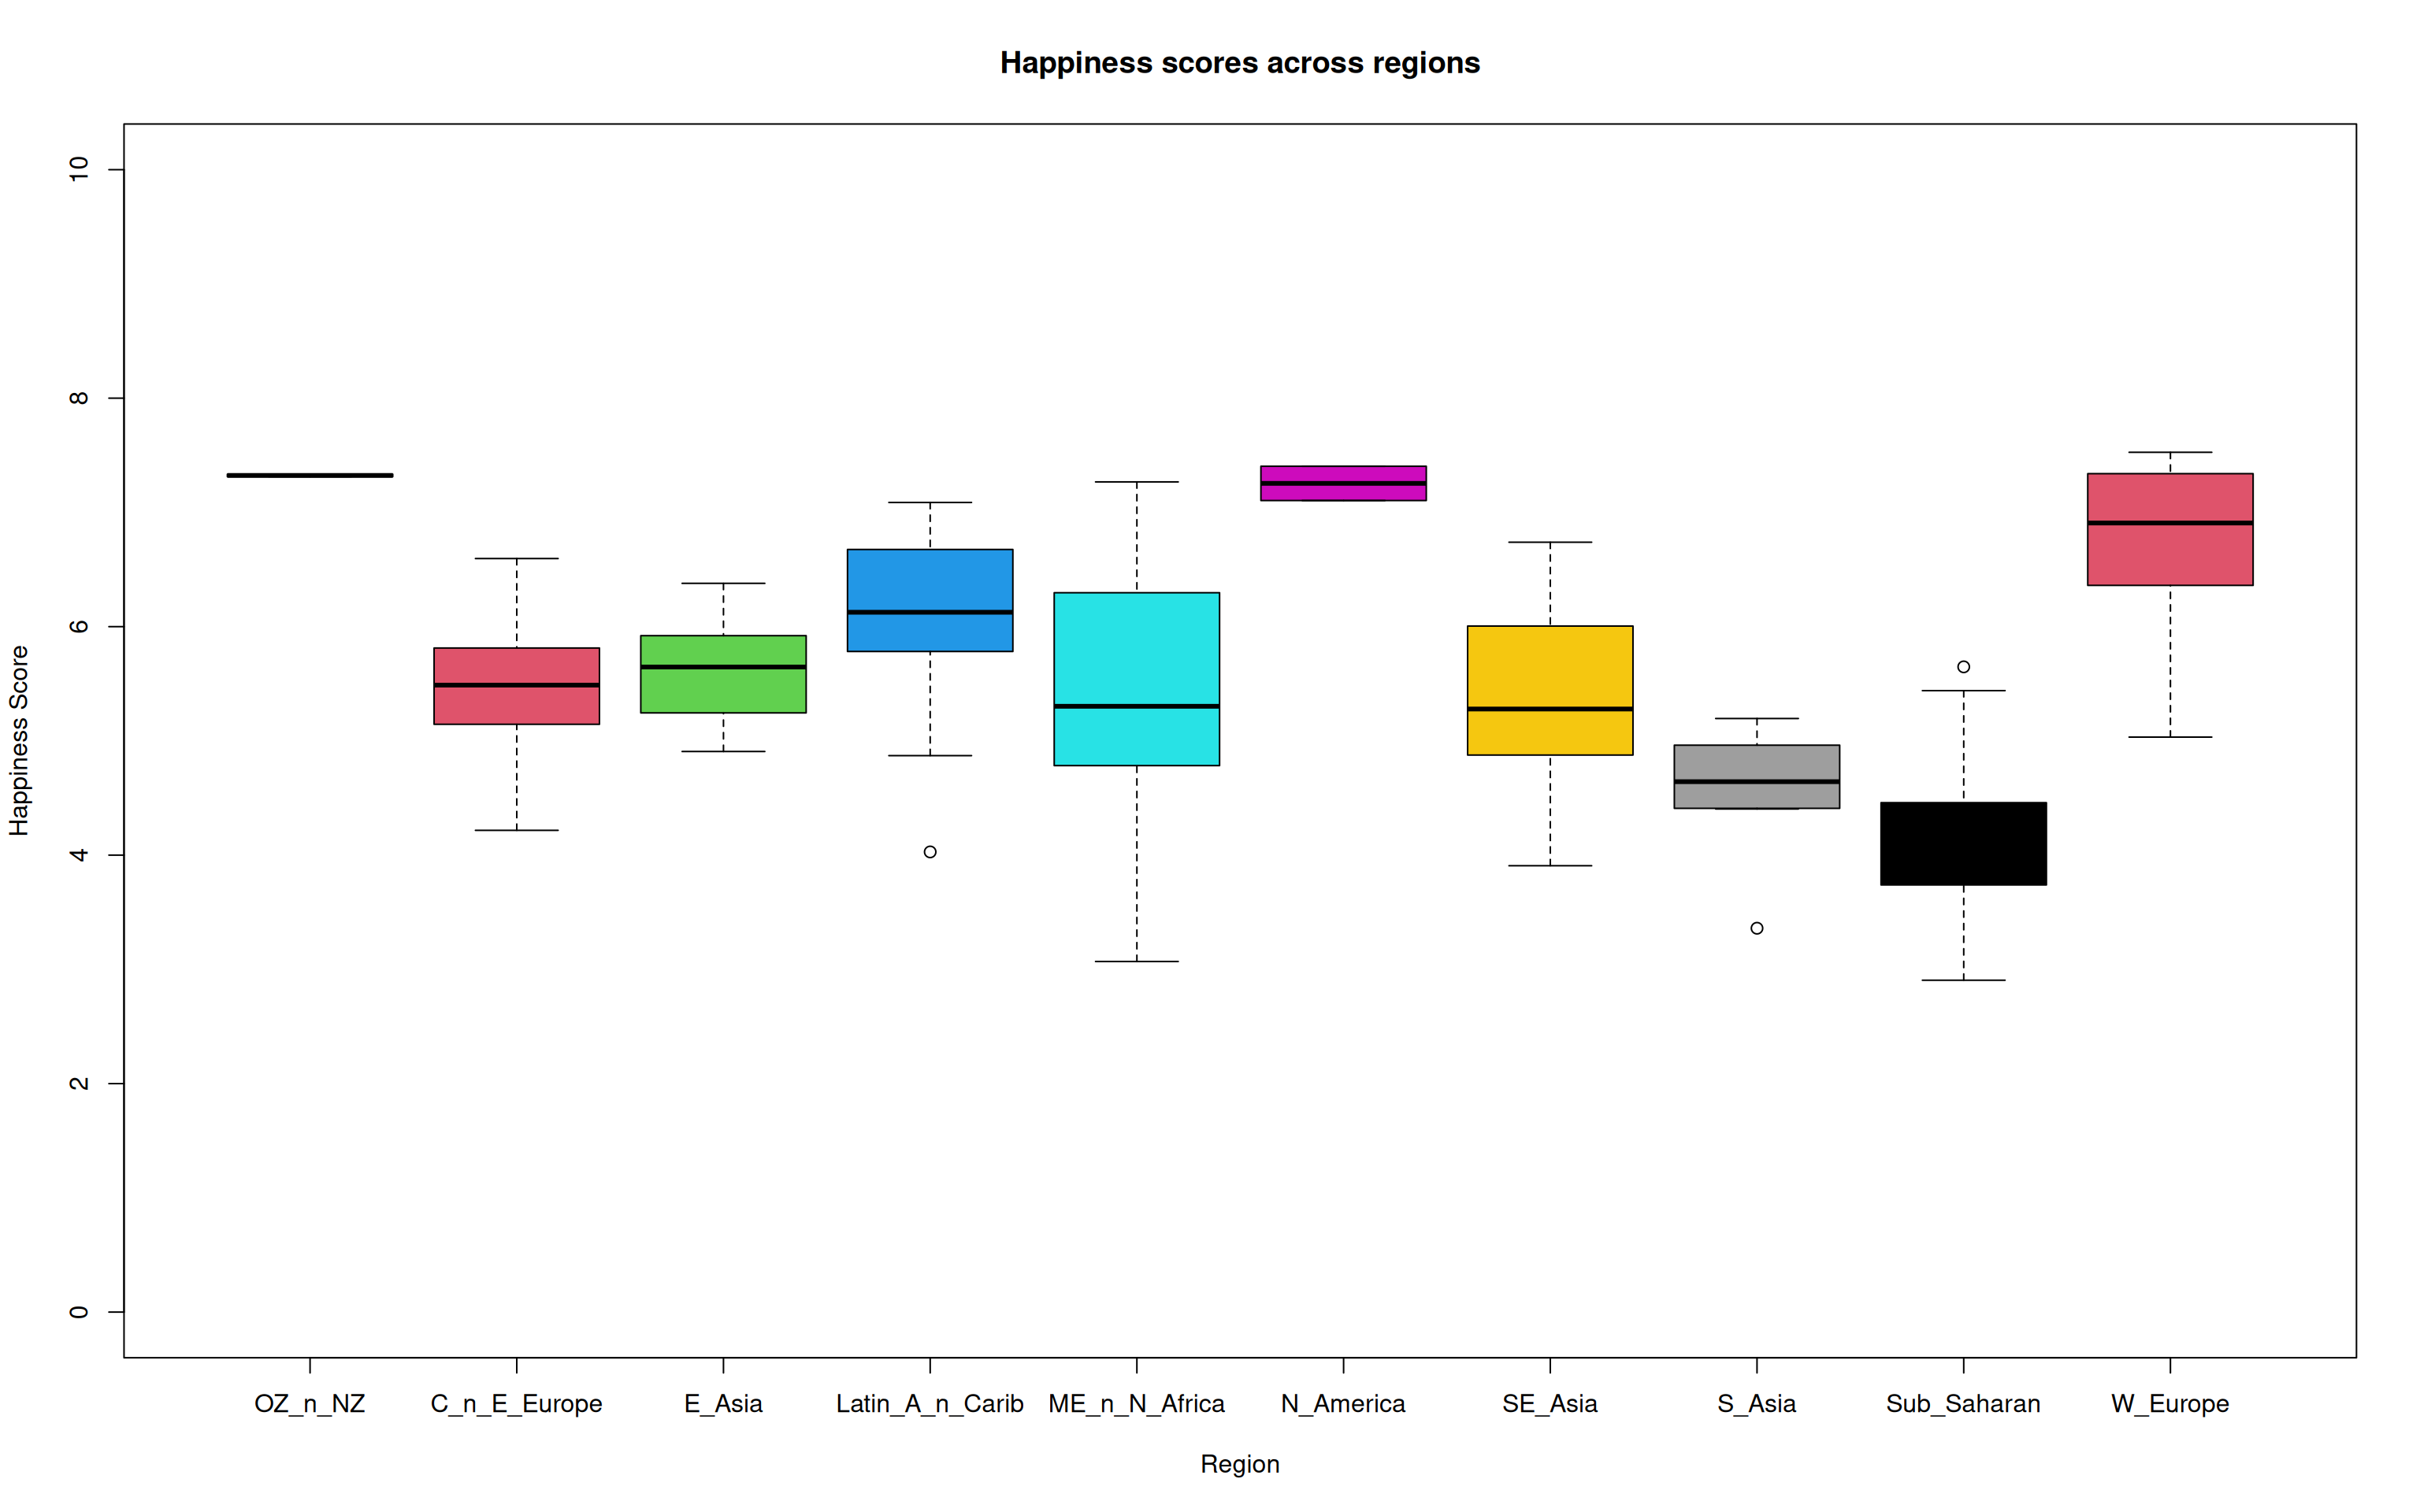 Happiness scores across regions
Happiness Score
10
8
6
4
2
0
OZ_n_NZ C_n_E_Europe E_Asia Latin_A_n_Carib ME_n_N_Africa N_America SE_Asia S_Asia Sub_Saharan W_Europe
Region